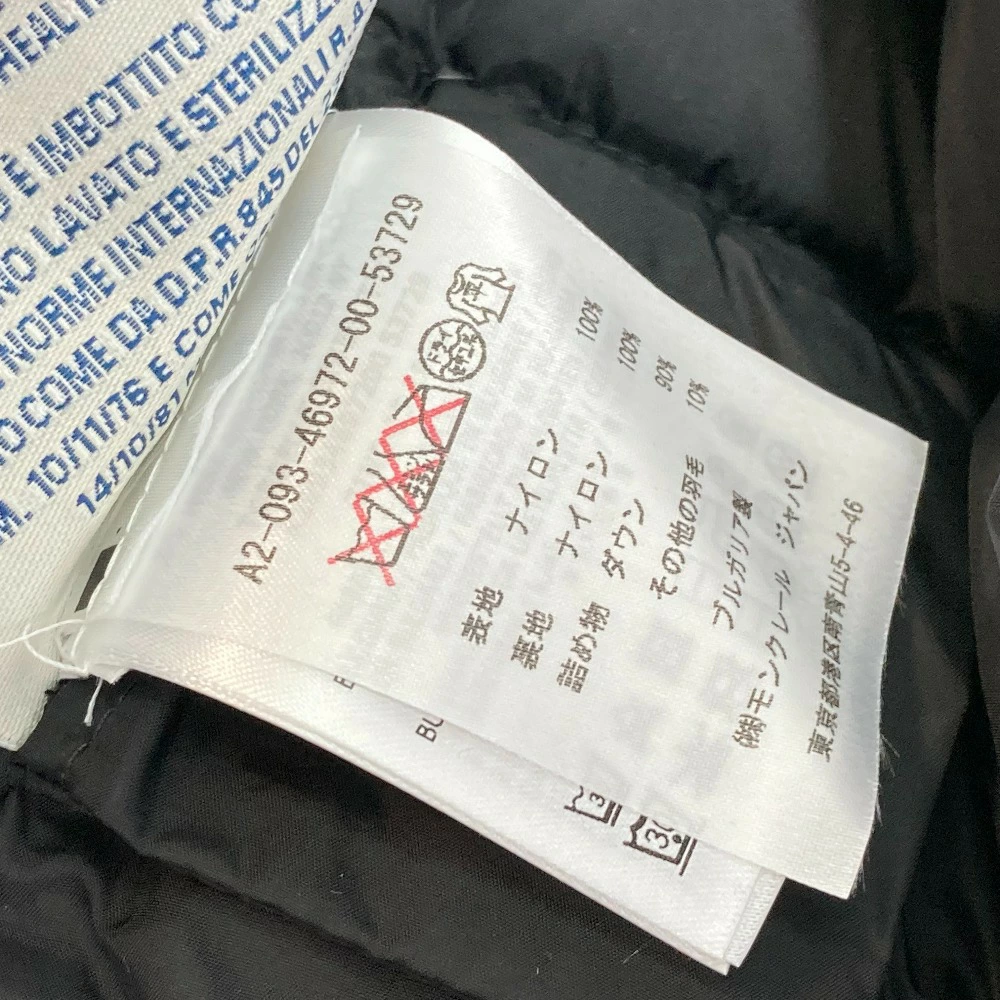 È IMBOTTITO CO
NO LAVATO E STERILIZZ
NORME INTERNAZIONALI R.
COME DA D.P.R. 845 DEL
M. 10/11/76 E COME
14/10/81
A2-093-46972-00-53729
表地 ナイロン 100%
裏地 ナイロン 100%
詰め物 ダウン 90%
その他の羽毛 10%
ブルガリア製
㈱モンクレール ジャパン
東京都港区南青山5-4-46
BU
30